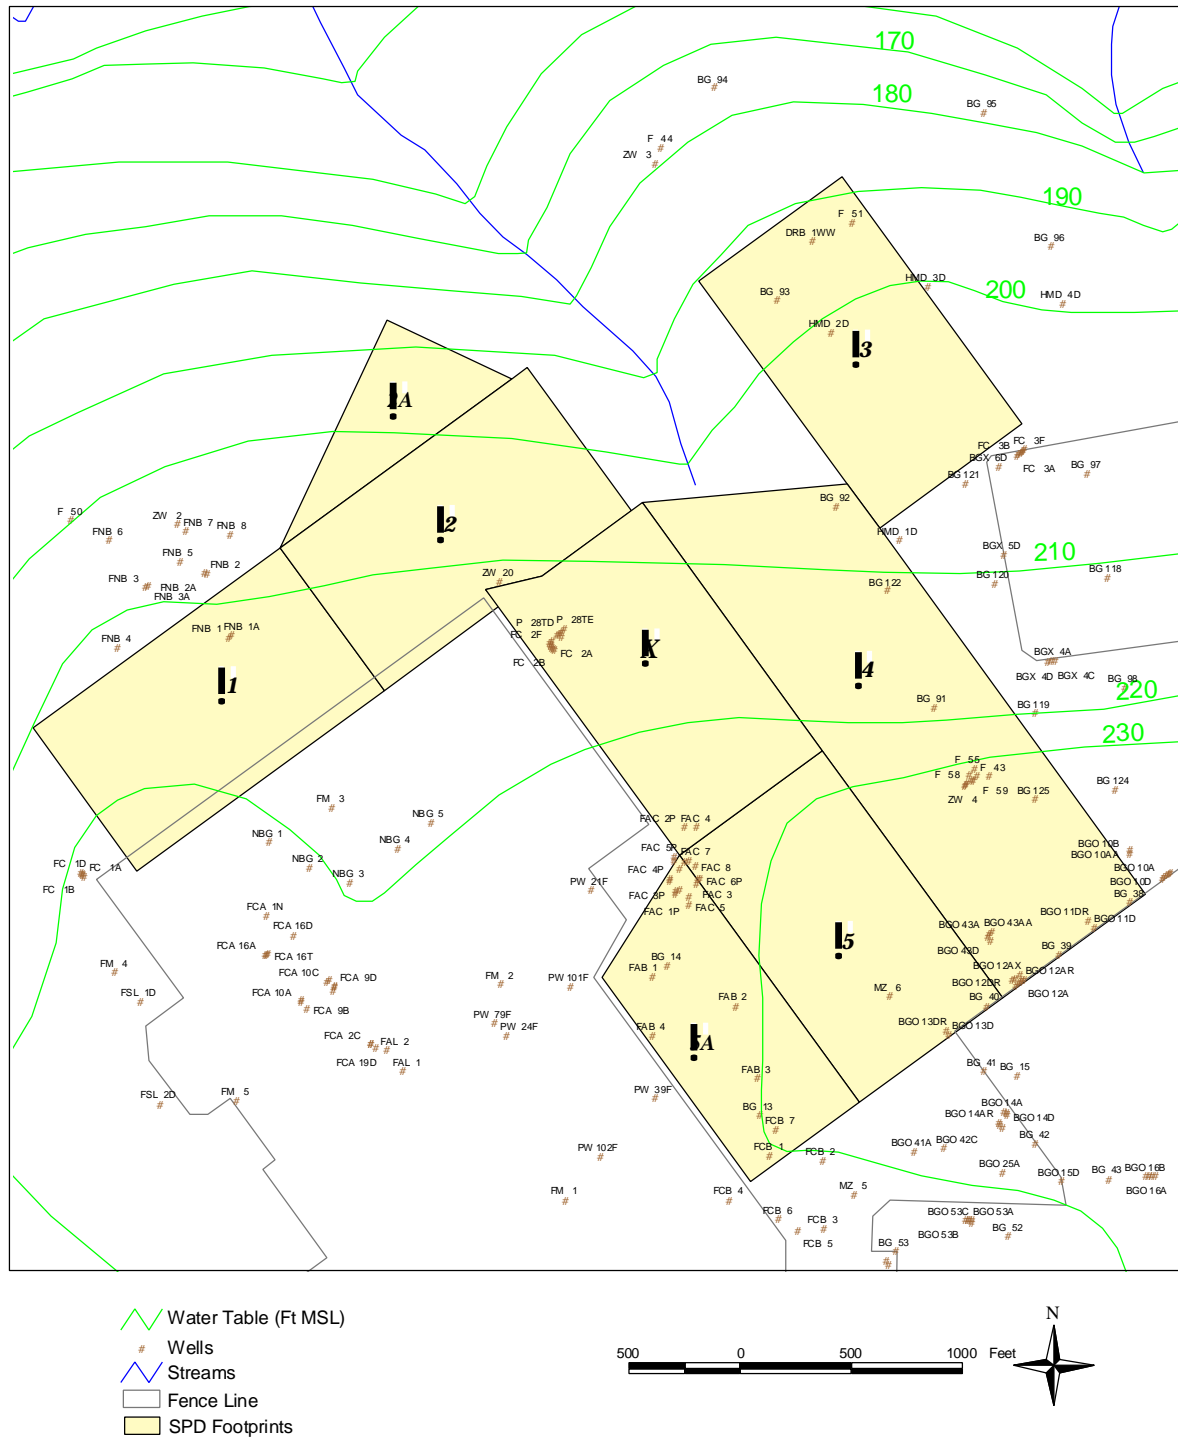 170
BG 94
180
BG 95
F 44
ZW 3
190
F 51
DRB 1WW
BG 96
HMD 3D
200
BG 93
HMD 4D
HMD 2D
3
2A
FC 3F
FC 3B
BGX 6D
FC 3A
BG 97
BG 121
BG 92
F 50
ZW 2
FNB 7
FNB 8
FNB 6
2
HMD 1D
BGX 5D
210
FNB 5
FNB 2
FNB 3
FNB 2A
FNB 3A
ZW 20
BG 122
BG 120
BG 118
FNB 1
FNB 1A
FNB 4
P 28TD
P 28TE
FC 2F
FC 2A
FC 2B
K
BGX 4A
BGX 4D
BGX 4C
BG 98
1
4
220
BG 91
BG 119
230
F 55
F 43
F 58
F 59
ZW 4
BG 125
BG 124
FM 3
NBG 5
NBG 1
NBG 4
NBG 2
NBG 3
FAC 2P
FAC 4
FAC 5P
FAC 7
FAC 4P
FAC 8
FAC 6P
FAC 3P
FAC 3
FAC 1P
FAC 5
BGO 10B
BGO 10AA
BGO 10A
BGO 10D
BG 38
FC 1D
FC 1A
FC 1B
PW 21F
FCA 1N
FCA 16D
FCA 16A
FCA 16T
FCA 10C
FCA 9D
FCA 10A
FCA 9B
BGO 11DR
BGO 11D
BGO 43A
BGO 43AA
BGO 43D
BG 39
5
FM 4
FSL 1D
FM 2
PW 101F
BG 14
FAB 1
BGO 12AX
BGO 12AR
BGO 12DR
BGO 12A
MZ 6
BG 40
FAB 2
PW 79F
PW 24F
FAB 4
5A
BGO 13DR
BGO 13D
FCA 2C
FAL 2
FCA 19D
FAL 1
FAB 3
BG 41
BG 15
FSL 2D
FM 5
PW 39F
BG 13
FCB 7
BGO 14A
BGO 14AR
BGO 14D
PW 102F
FCB 1
FCB 2
BGO 41A
BGO 42C
BG 42
BGO 25A
BGO 15D
BG 43
BGO 16B
BGO 16A
FM 1
FCB 4
MZ 5
FCB 6
FCB 3
FCB 5
BGO 53C
BGO 53A
BGO 53B
BG 52
BG 53
Water Table (Ft MSL)
# Wells
Streams
Fence Line
SPD Footprints
500 0 500 1000 Feet
N